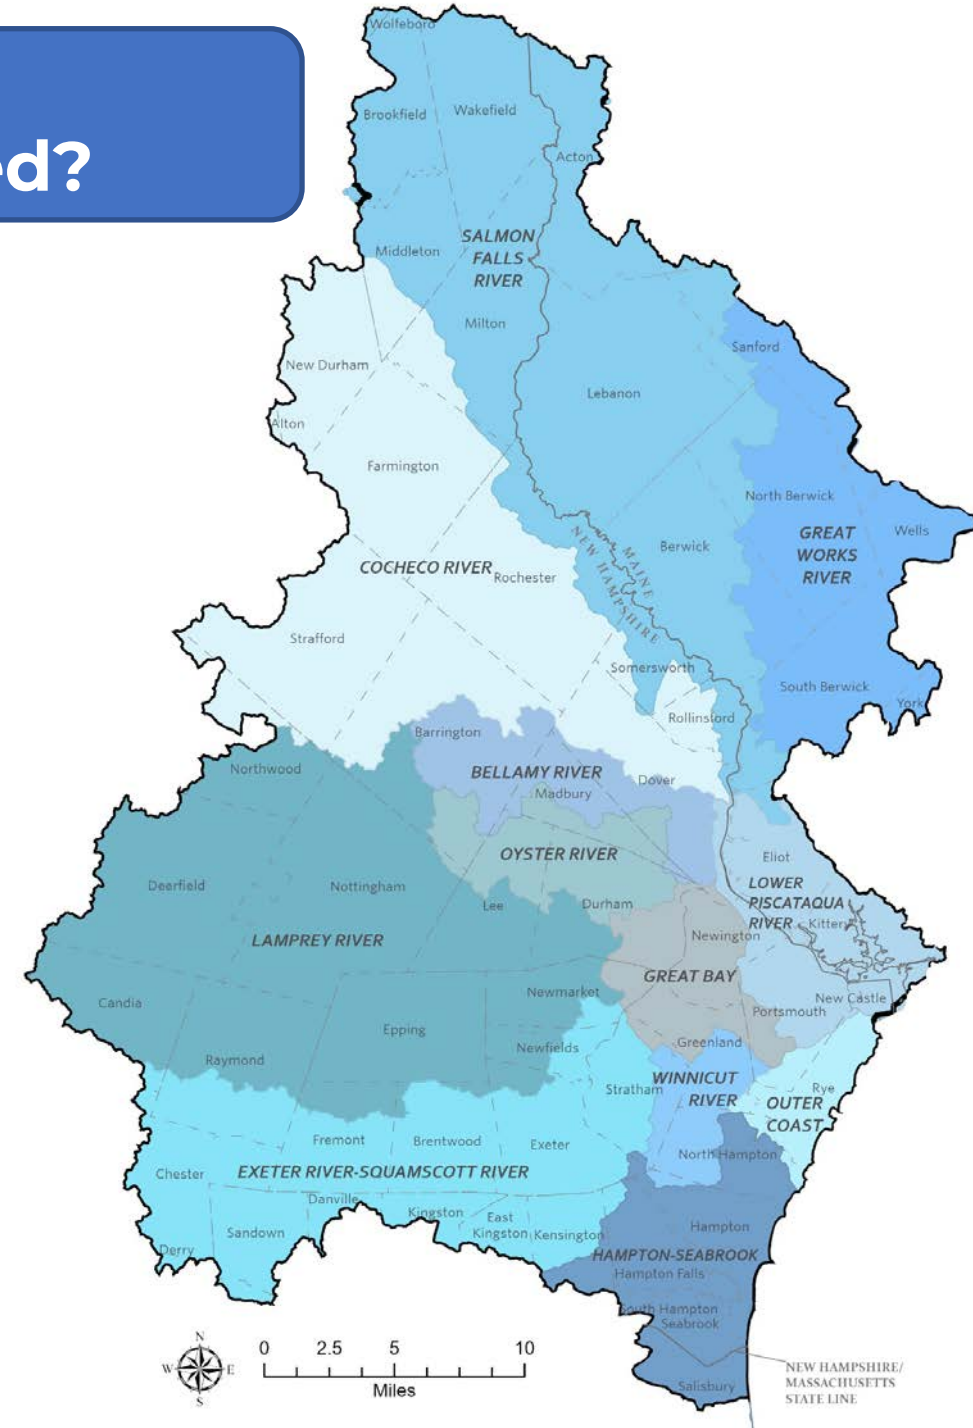 ed?
Wolfeboro
Brookfield
Wakefield
Acton
SALMON
FALLS
RIVER
Middleton
Milton
New Durham
Sanford
Lebanon
Alton
Farmington
North Berwick
Wells
GREAT
WORKS
RIVER
Berwick
MAINE
NEW HAMPSHIRE
COCHECO RIVER
Rochester
Strafford
Somersworth
South Berwick
York
Rollinsford
Barrington
Northwood
BELLAMY RIVER
Dover
Madbury
OYSTER RIVER
Eliot
Deerfield
Nottingham
LOWER
PISCATAQUA
RIVER
Kittery
Lee
Durham
Newington
LAMPREY RIVER
GREAT BAY
Newmarket
New Castle
Portsmouth
Candia
Epping
Raymond
Newfields
Greenland
Stratham
WINNICUT
RIVER
Rye
OUTER
COAST
Fremont
Brentwood
Exeter
North Hampton
Chester
EXETER RIVER-SQUAMSCOTT RIVER
Danville
Kingston
East
Kingston
Kensington
Sandown
Derry
Hampton
HAMPTON-SEABROOK
Hampton Falls
South Hampton
Seabrook
Salisbury
NEW HAMPSHIRE/
MASSACHUSETTS
STATE LINE
N
W
E
S
0 2.5 5 10
Miles